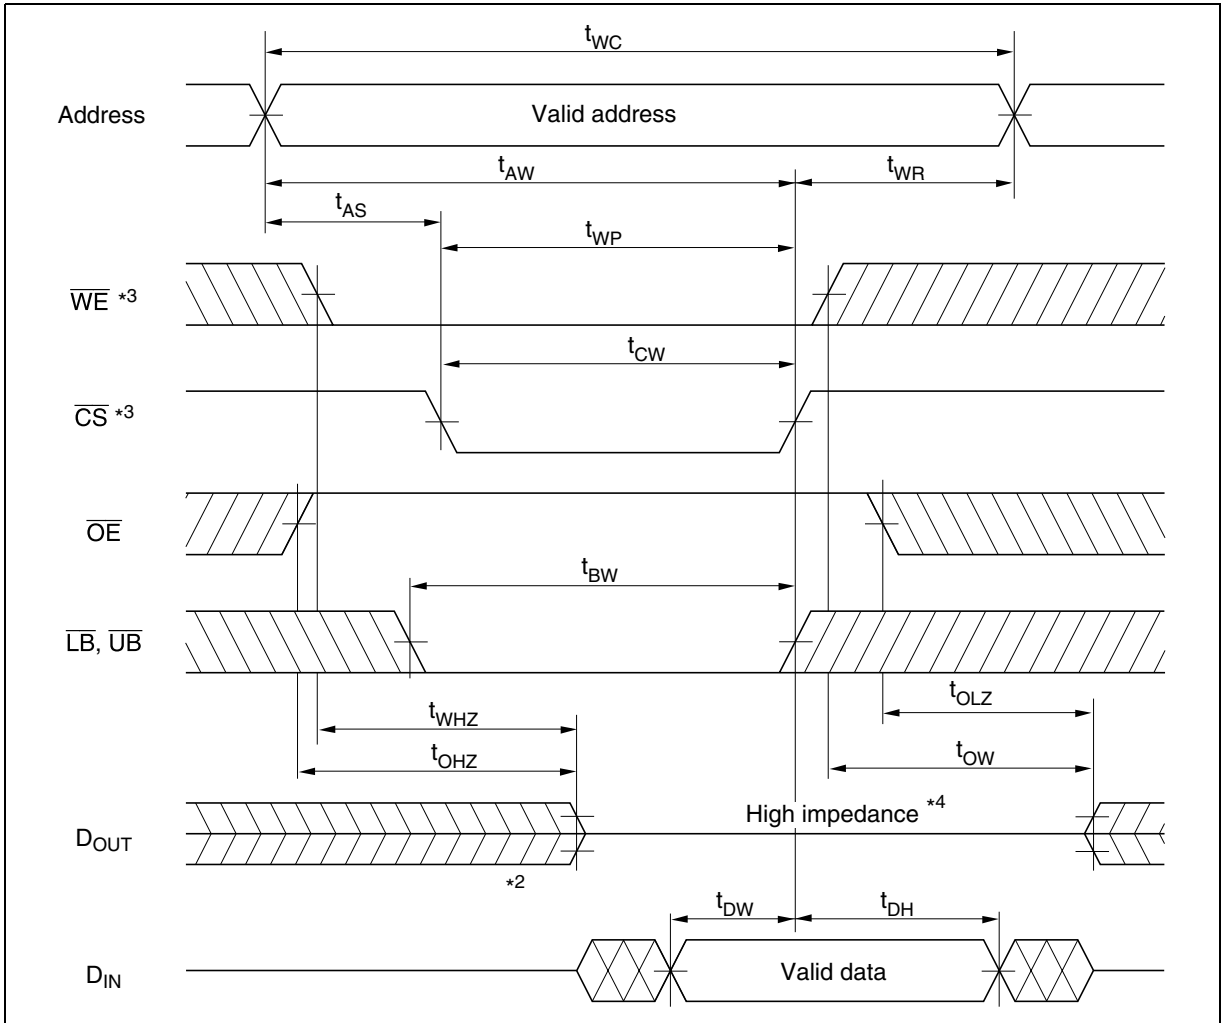 tWC
Address
Valid address
tAW
tWR
tAS
tWP
WE *3
tCW
CS *3
OE
tBW
LB, UB
tOLZ
tWHZ
tOHZ
tOW
High impedance *4
DOUT
*2
tDW
tDH
DIN
Valid data